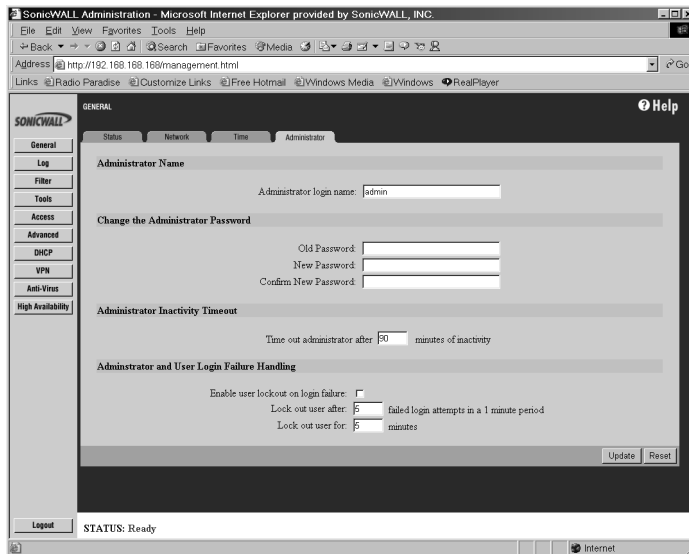 SonicWALL Administration - Microsoft Internet Explorer provided by SonicWALL, INC.
File Edit View Favorites Tools Help
Back Search Favorites Media
Address http://192.168.168.168/management.html Go
Links Radio Paradise Customize Links Free Hotmail Windows Media Windows RealPlayer
SONICWALL
GENERAL
Help
Status Network Time Administrator
General
Log
Filter
Tools
Access
Advanced
DHCP
VPN
Anti-Virus
High Availability
Logout
Administrator Name
Administrator login name: admin
Change the Administrator Password
Old Password:
New Password:
Confirm New Password:
Administrator Inactivity Timeout
Time out administrator after 90 minutes of inactivity
Adminstrator and User Login Failure Handling
Enable user lockout on login failure:
Lock out user after: 5 failed login attempts in a 1 minute period
Lock out user for: 5 minutes
Update Reset
STATUS: Ready
Internet